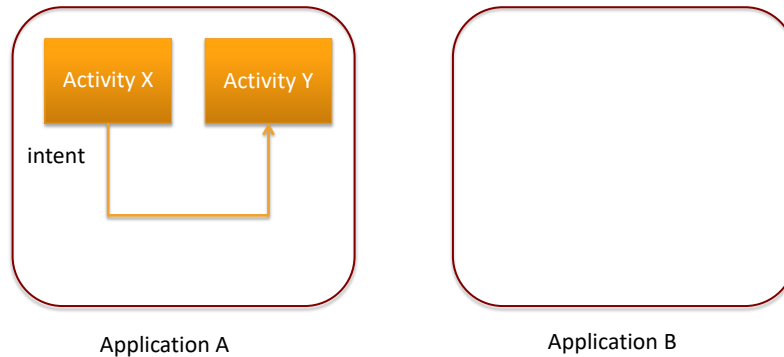 Activity X
Activity Y
intent
Application A
Application B